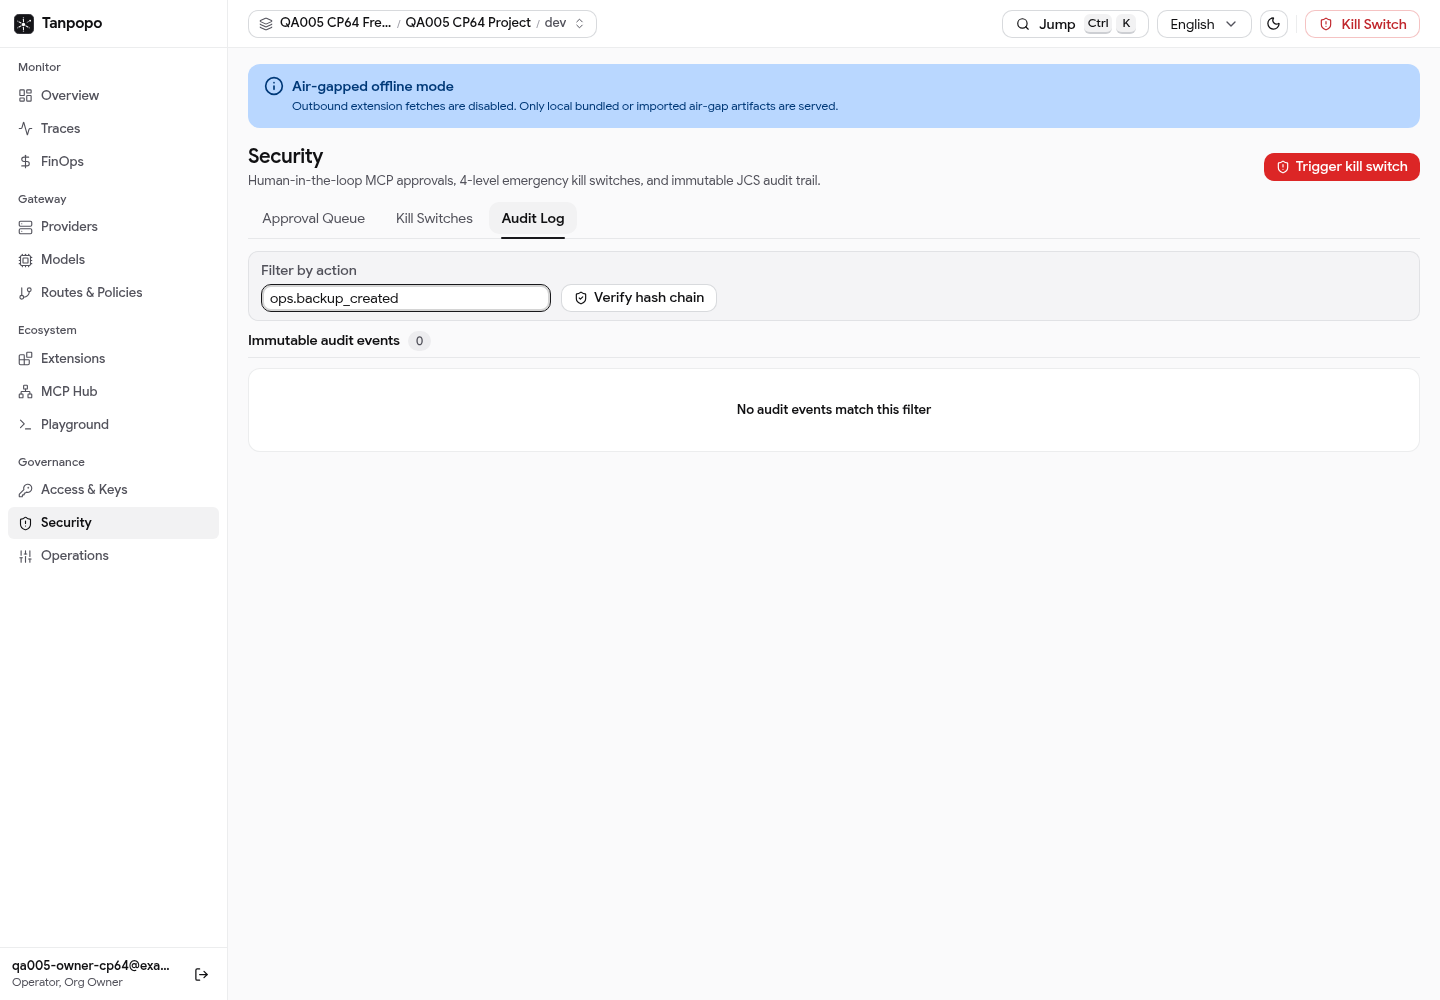 Tanpopo
QA005 CP64 Fre... / QA005 CP64 Project / dev
Jump Ctrl K
English
Kill Switch
Monitor
Overview
Traces
FinOps
Gateway
Providers
Models
Routes & Policies
Ecosystem
Extensions
MCP Hub
Playground
Governance
Access & Keys
Security
Operations
qa005-owner-cp64@exa...
Operator, Org Owner
Air-gapped offline mode
Outbound extension fetches are disabled. Only local bundled or imported air-gap artifacts are served.
Security
Human-in-the-loop MCP approvals, 4-level emergency kill switches, and immutable JCS audit trail.
Trigger kill switch
Approval Queue Kill Switches Audit Log
Filter by action
ops.backup_created
Verify hash chain
Immutable audit events 0
No audit events match this filter